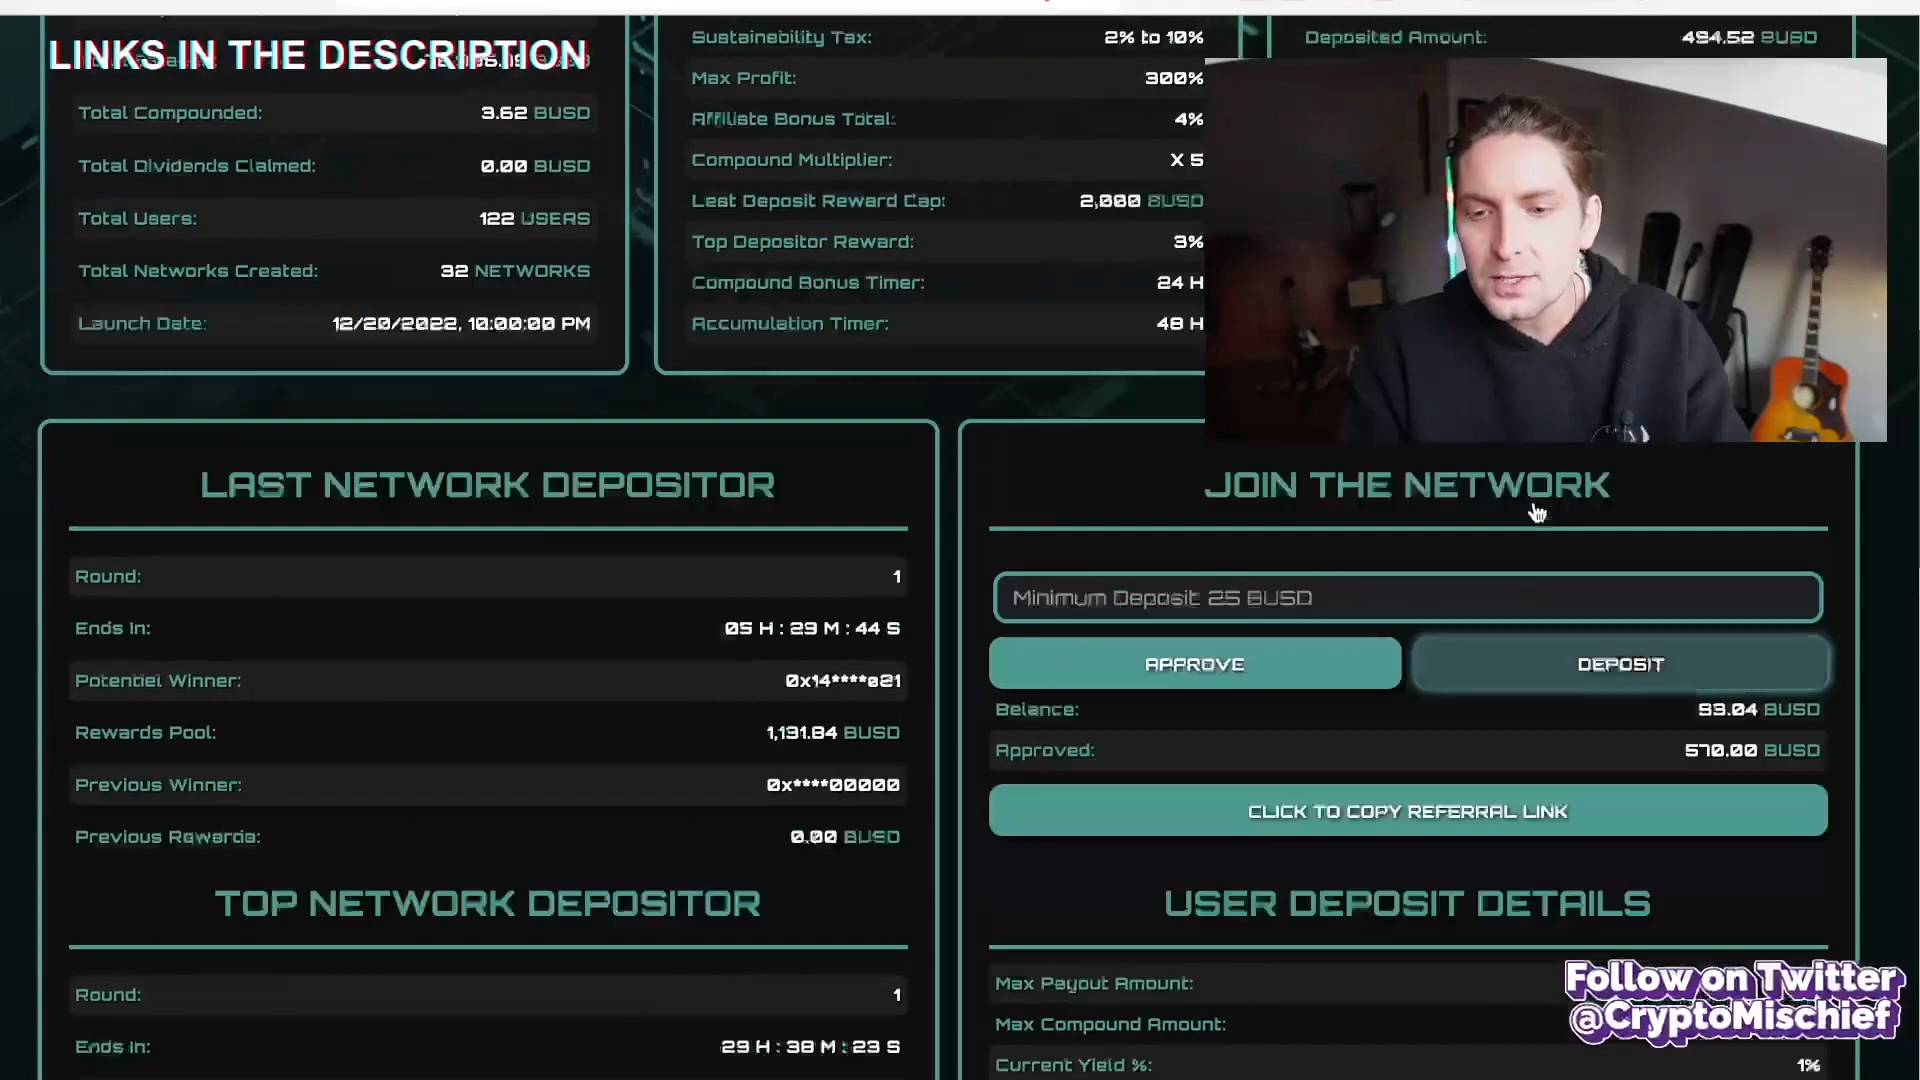 LINKS IN THE DESCRIPTION
Total Compounded: 3.62 BUSD
Total Dividends Claimed: 0.00 BUSD
Total Users: 122 USERS
Total Networks Created: 32 NETWORKS
Launch Date: 12/20/2022, 10:00:00 PM
Sustainability Tax: 2% to 10%
Max Profit: 300%
Affiliate Bonus Total: 4%
Compound Multiplier: X 5
Last Deposit Reward Cap: 2,000 BUSD
Top Depositor Reward: 3%
Compound Bonus Timer: 24 H
Accumulation Timer: 48 H
Deposited Amount: 494.52 BUSD
LAST NETWORK DEPOSITOR
Round: 1
Ends In: 05 H : 29 M : 44 S
Potential Winner: 0x14****e21
Rewards Pool: 1,131.84 BUSD
Previous Winner: 0x****00000
Previous Rewards: 0.00 BUSD
TOP NETWORK DEPOSITOR
Round: 1
Ends In: 29 H : 38 M : 23 S
JOIN THE NETWORK
Minimum Deposit 25 BUSD
APPROVE
DEPOSIT
Balance: 93.04 BUSD
Approved: 570.00 BUSD
CLICK TO COPY REFERRAL LINK
USER DEPOSIT DETAILS
Max Payout Amount:
Max Compound Amount:
Current Yield %: 1%
Follow on Twitter
@CryptoMischief